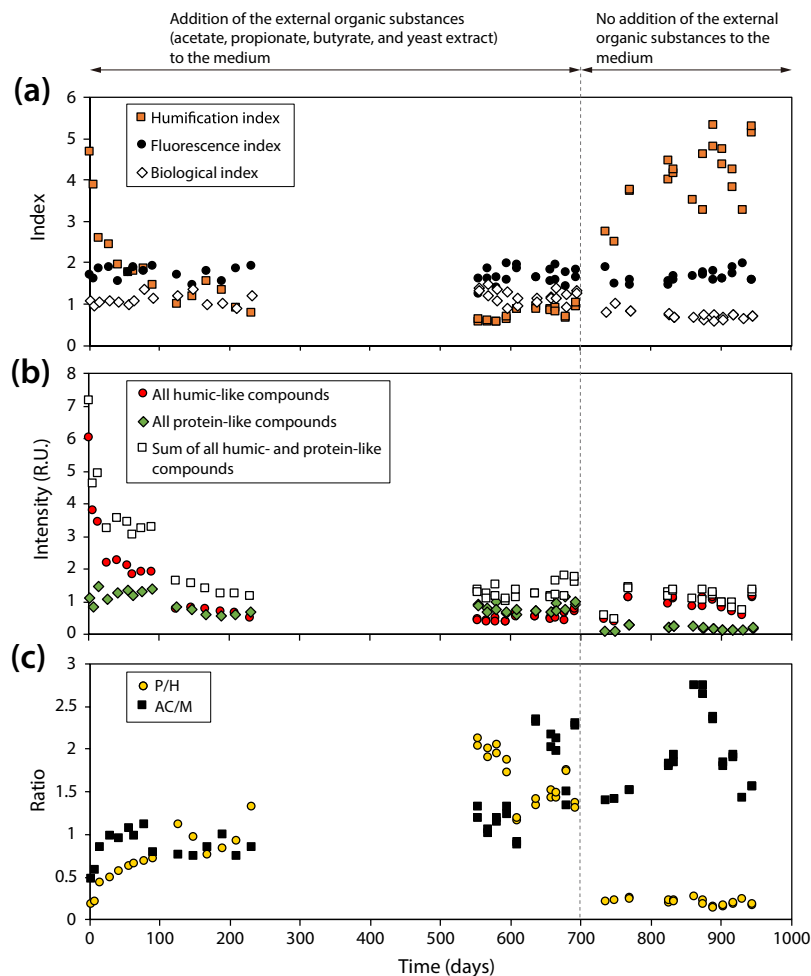 Addition of the external organic substances
(acetate, propionate, butyrate, and yeast extract)
to the medium
No addition of the external
organic substances to the
medium
(a)
6
5
4
3
2
1
0
Index
Humification index
Fluorescence index
Biological index
(b)
8
7
6
5
4
3
2
1
0
Intensity (R.U.)
All humic-like compounds
All protein-like compounds
Sum of all humic- and protein-like
compounds
(c)
3
2.5
2
1.5
1
0.5
0
Ratio
P/H
AC/M
0 100 200 300 400 500 600 700 800 900 1000
Time (days)